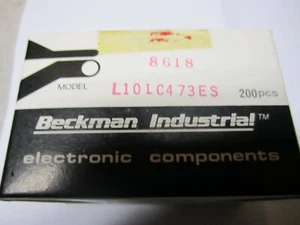 8618
MODEL L101C473ES 200pcs
Beckman Industrial™
electronic components